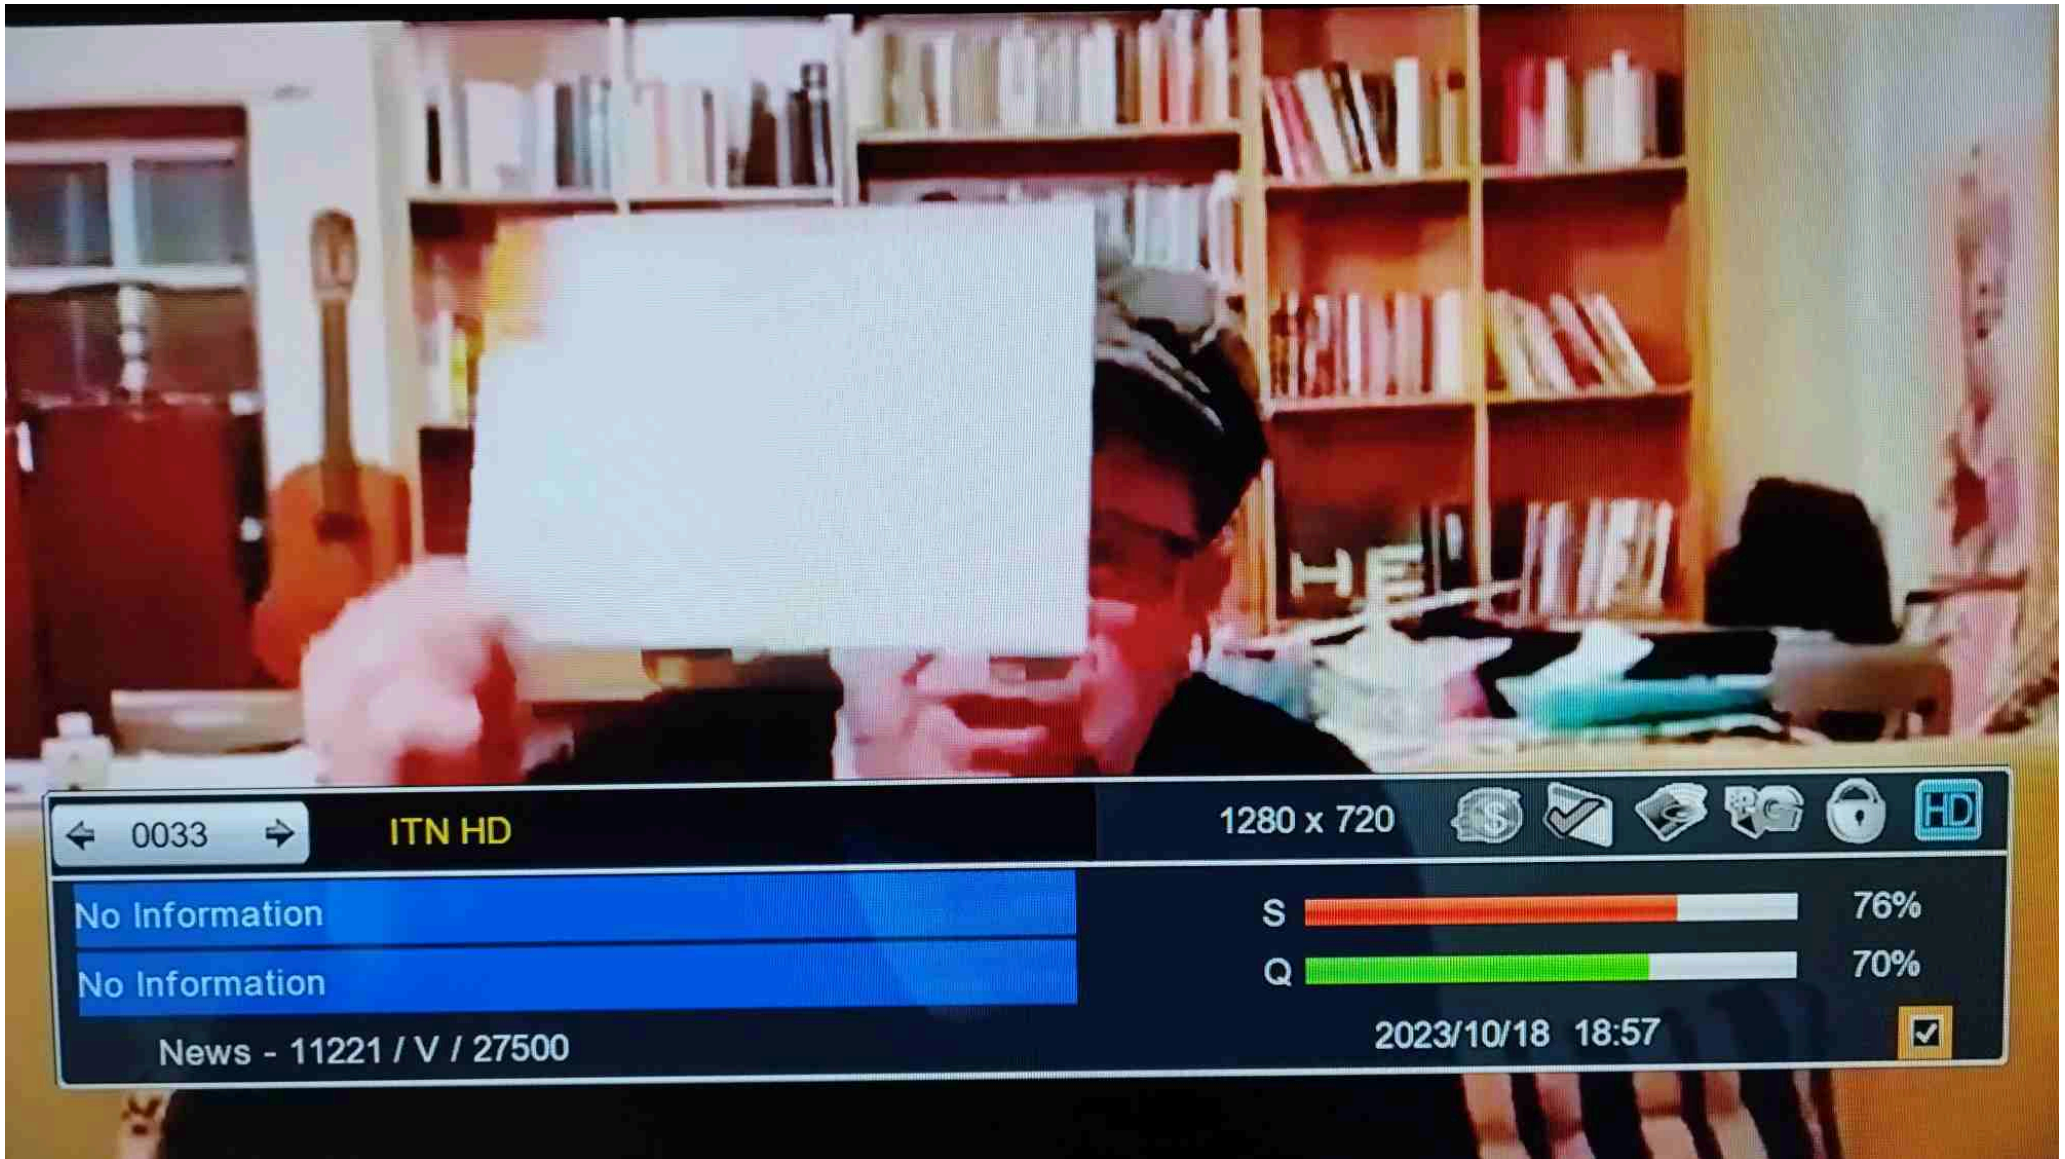 HE
0033
ITN HD
1280 x 720
HD
No Information
No Information
S 76%
Q 70%
News - 11221 / V / 27500
2023/10/18 18:57